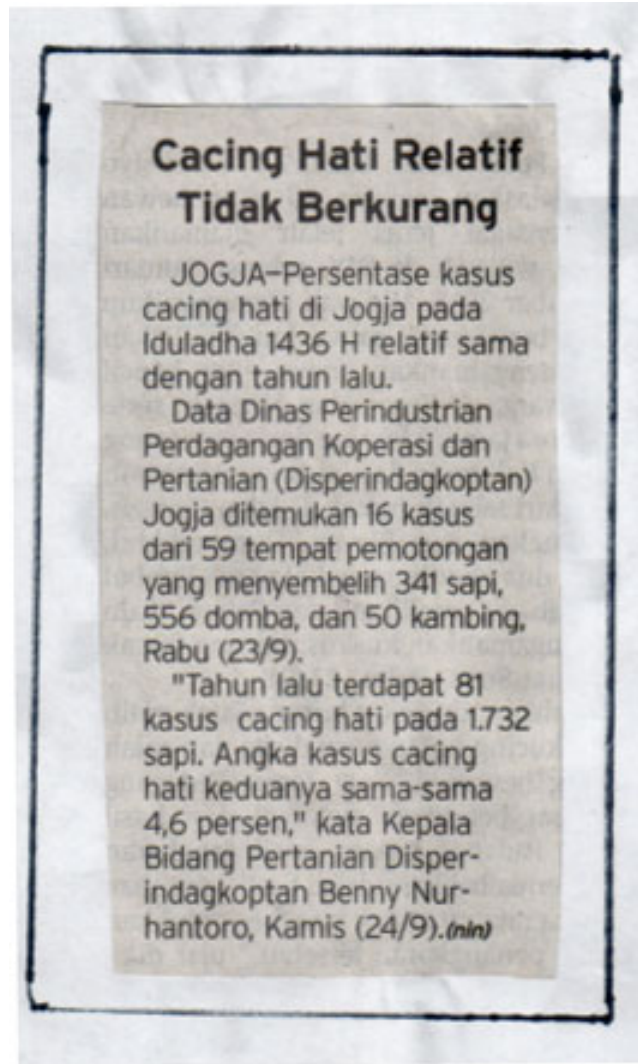 Cacing Hati Relatif
Tidak Berkurang
JOGJA—Persentase kasus
cacing hati di Jogja pada
Iduladha 1436 H relatif sama
dengan tahun lalu.
Data Dinas Perindustrian
Perdagangan Koperasi dan
Pertanian (Disperindagkoptan)
Jogja ditemukan 16 kasus
dari 59 tempat pemotongan
yang menyembelih 341 sapi,
556 domba, dan 50 kambing,
Rabu (23/9).
"Tahun lalu terdapat 81
kasus cacing hati pada 1.732
sapi. Angka kasus cacing
hati keduanya sama-sama
4,6 persen," kata Kepala
Bidang Pertanian Disper-
indagkoptan Benny Nur-
hantoro, Kamis (24/9).(nin)